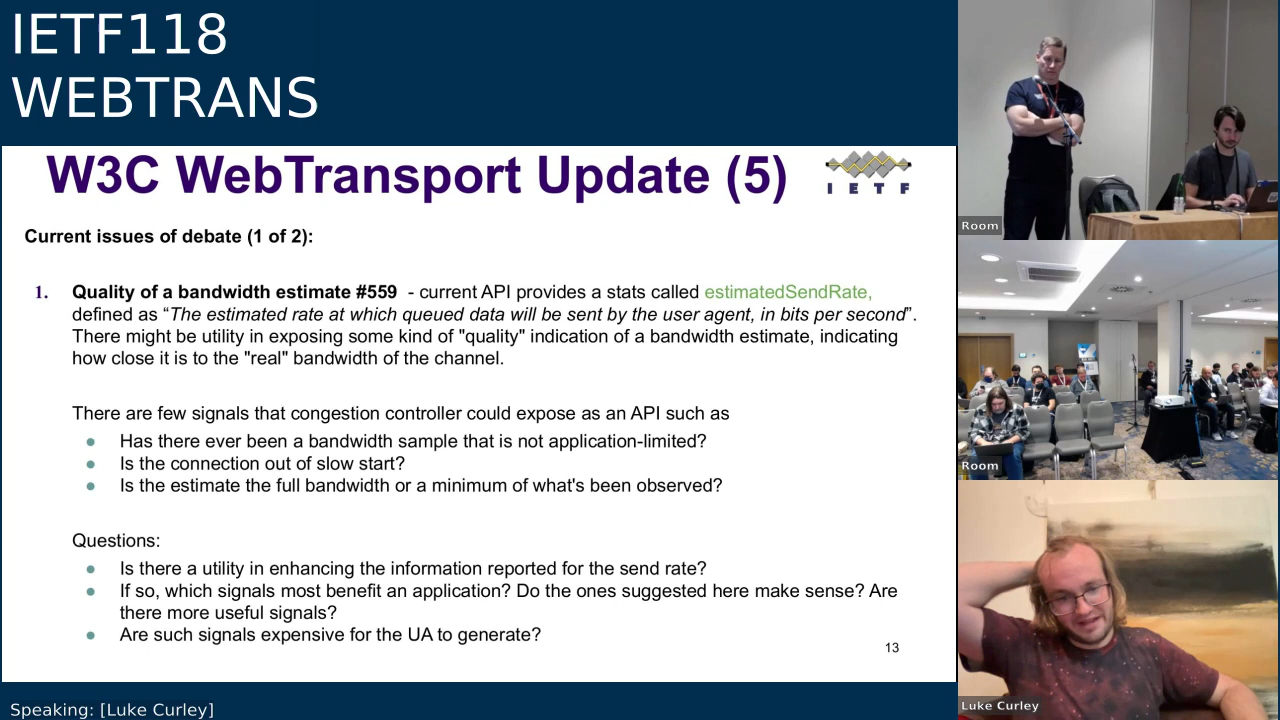 IETF118
WEBTRANS
W3C WebTransport Update (5)
I E T F
Current issues of debate (1 of 2):
1. Quality of a bandwidth estimate #559 - current API provides a stats called estimatedSendRate,
defined as “The estimated rate at which queued data will be sent by the user agent, in bits per second”.
There might be utility in exposing some kind of "quality" indication of a bandwidth estimate, indicating
how close it is to the "real" bandwidth of the channel.
There are few signals that congestion controller could expose as an API such as
● Has there ever been a bandwidth sample that is not application-limited?
● Is the connection out of slow start?
● Is the estimate the full bandwidth or a minimum of what's been observed?
Questions:
● Is there a utility in enhancing the information reported for the send rate?
● If so, which signals most benefit an application? Do the ones suggested here make sense? Are
there more useful signals?
● Are such signals expensive for the UA to generate?
13
Speaking: [Luke Curley]
Room
Room
Luke Curley